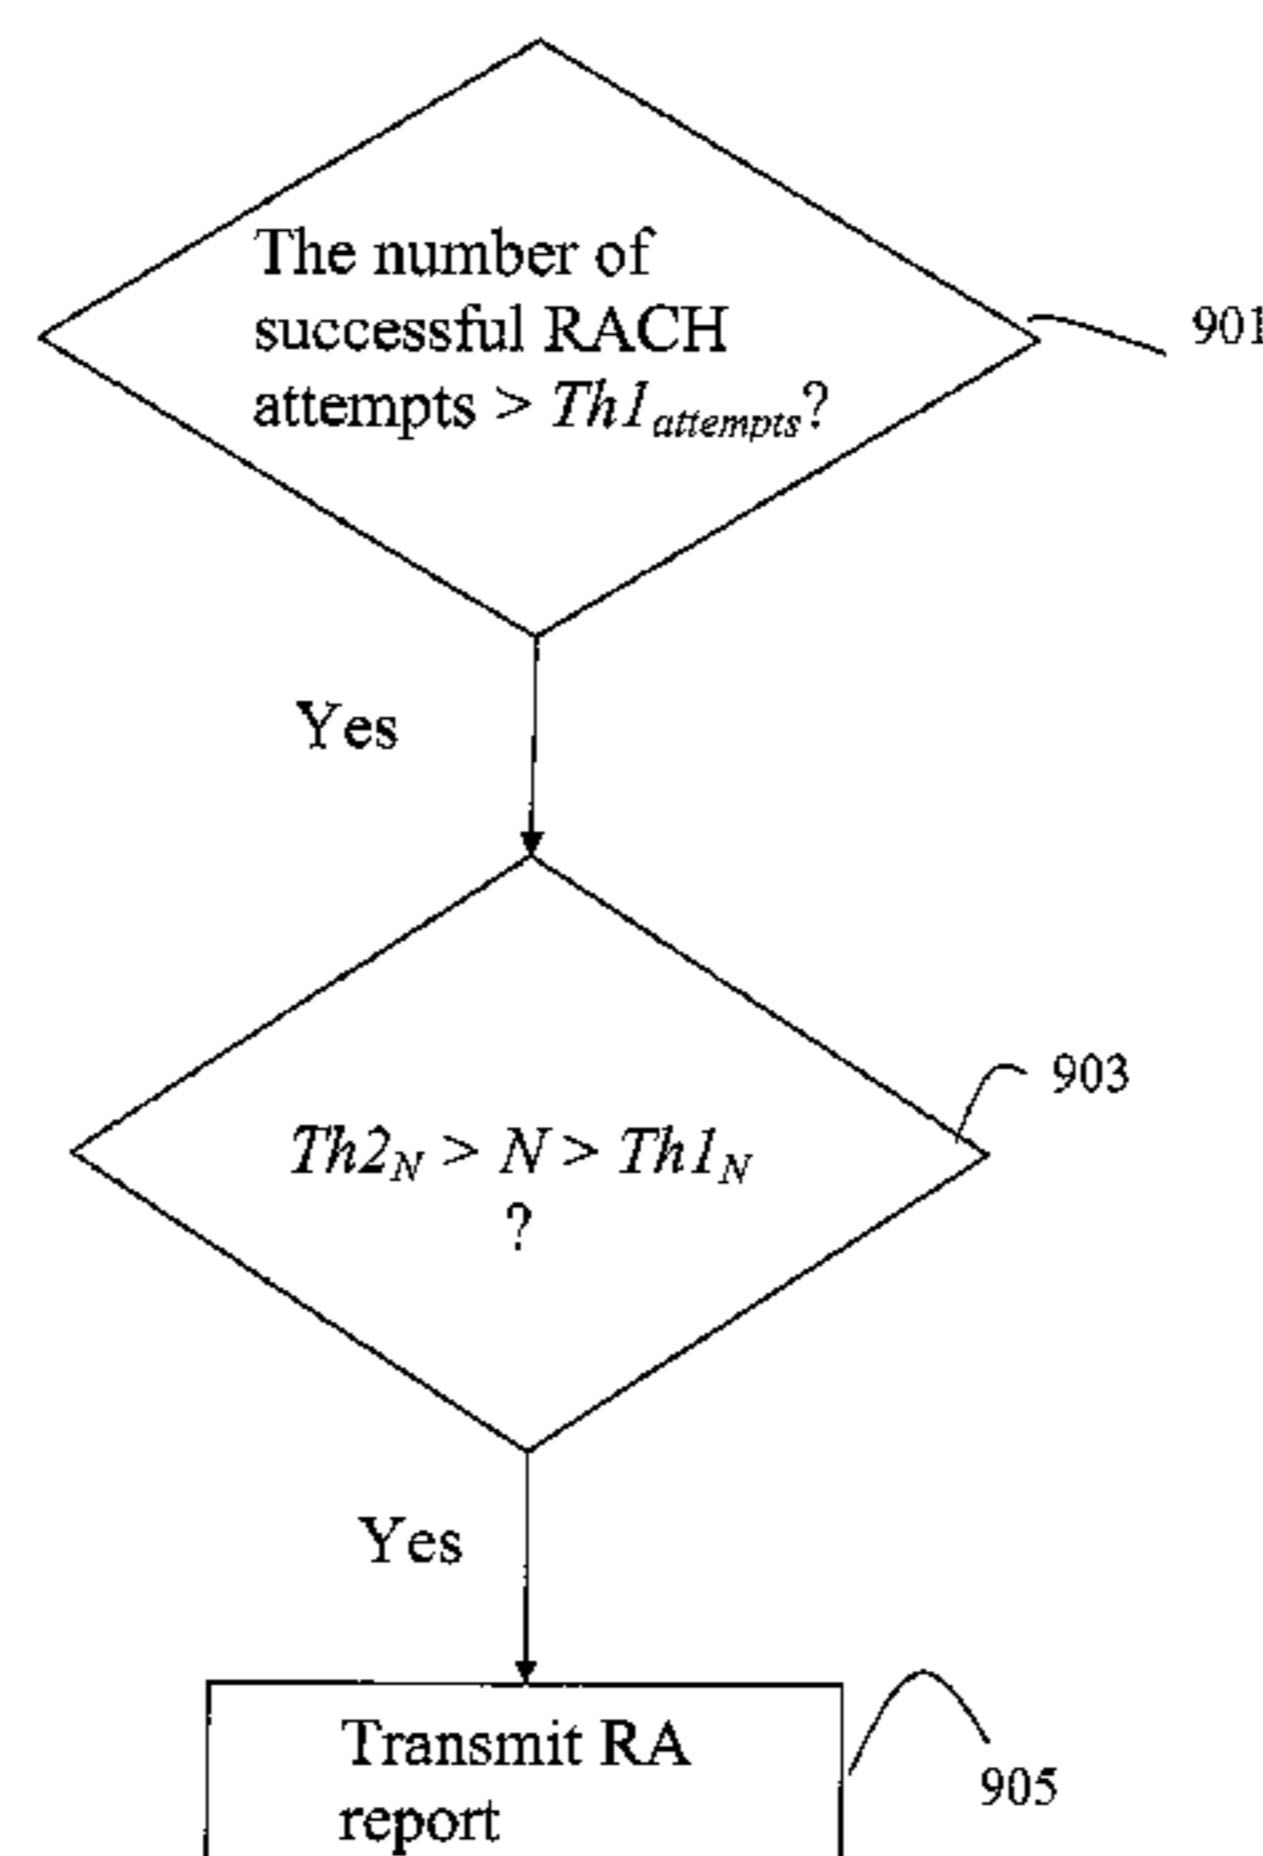 The number of
successful RACH
attempts > Th1attempts?
901
Yes
903
Th2N > N > Th1N
?
Yes
Transmit RA
report
905